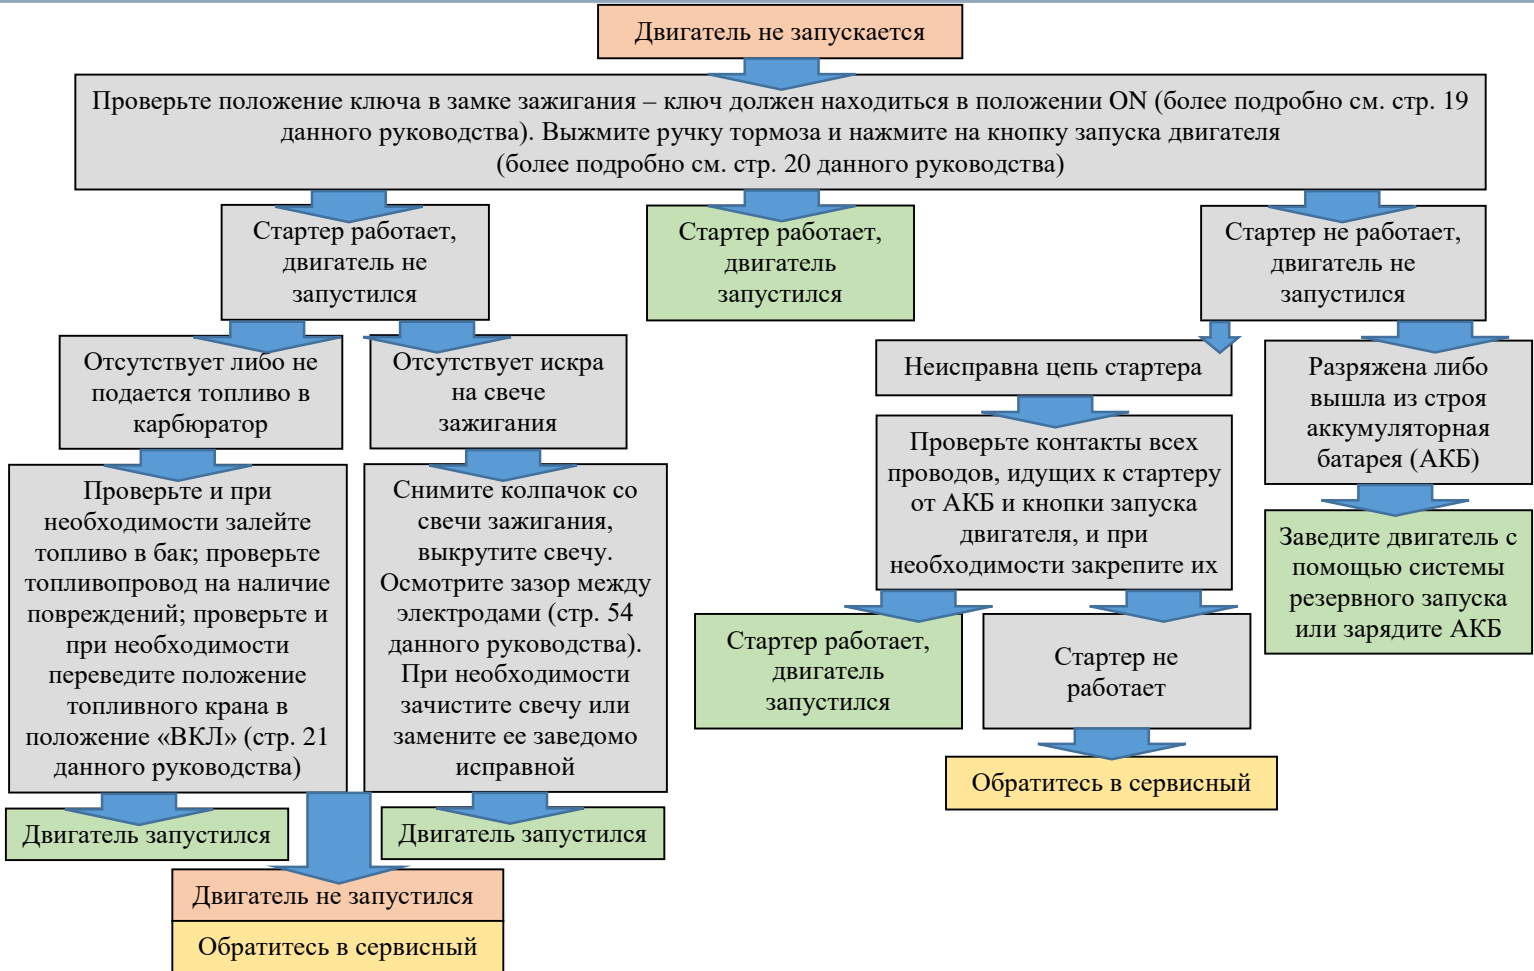 Двигатель не запускается
Проверьте положение ключа в замке зажигания – ключ должен находиться в положении ON (более подробно см. стр. 19
данного руководства). Выжмите ручку тормоза и нажмите на кнопку запуска двигателя
(более подробно см. стр. 20 данного руководства)
Стартер работает,
двигатель не
запустился
Стартер работает,
двигатель
запустился
Стартер не работает,
двигатель не
запустился
Отсутствует либо не
подается топливо в
карбюратор
Отсутствует искра
на свече
зажигания
Неисправна цепь стартера
Разряжена либо
вышла из строя
аккумуляторная
батарея (АКБ)
Проверьте и при
необходимости залейте
топливо в бак; проверьте
топливопровод на наличие
повреждений; проверьте и
при необходимости
переведите положение
топливного крана в
положение «ВКЛ» (стр. 21
данного руководства)
Снимите колпачок со
свечи зажигания,
выкрутите свечу.
Осмотрите зазор между
электродами (стр. 54
данного руководства).
При необходимости
зачистите свечу или
замените ее заведомо
исправной
Проверьте контакты всех
проводов, идущих к стартеру
от АКБ и кнопки запуска
двигателя, и при
необходимости закрепите их
Заведите двигатель с
помощью системы
резервного запуска
или зарядите АКБ
Стартер работает,
двигатель
запустился
Стартер не
работает
Обратитесь в сервисный
Двигатель запустился
Двигатель запустился
Двигатель не запустился
Обратитесь в сервисный